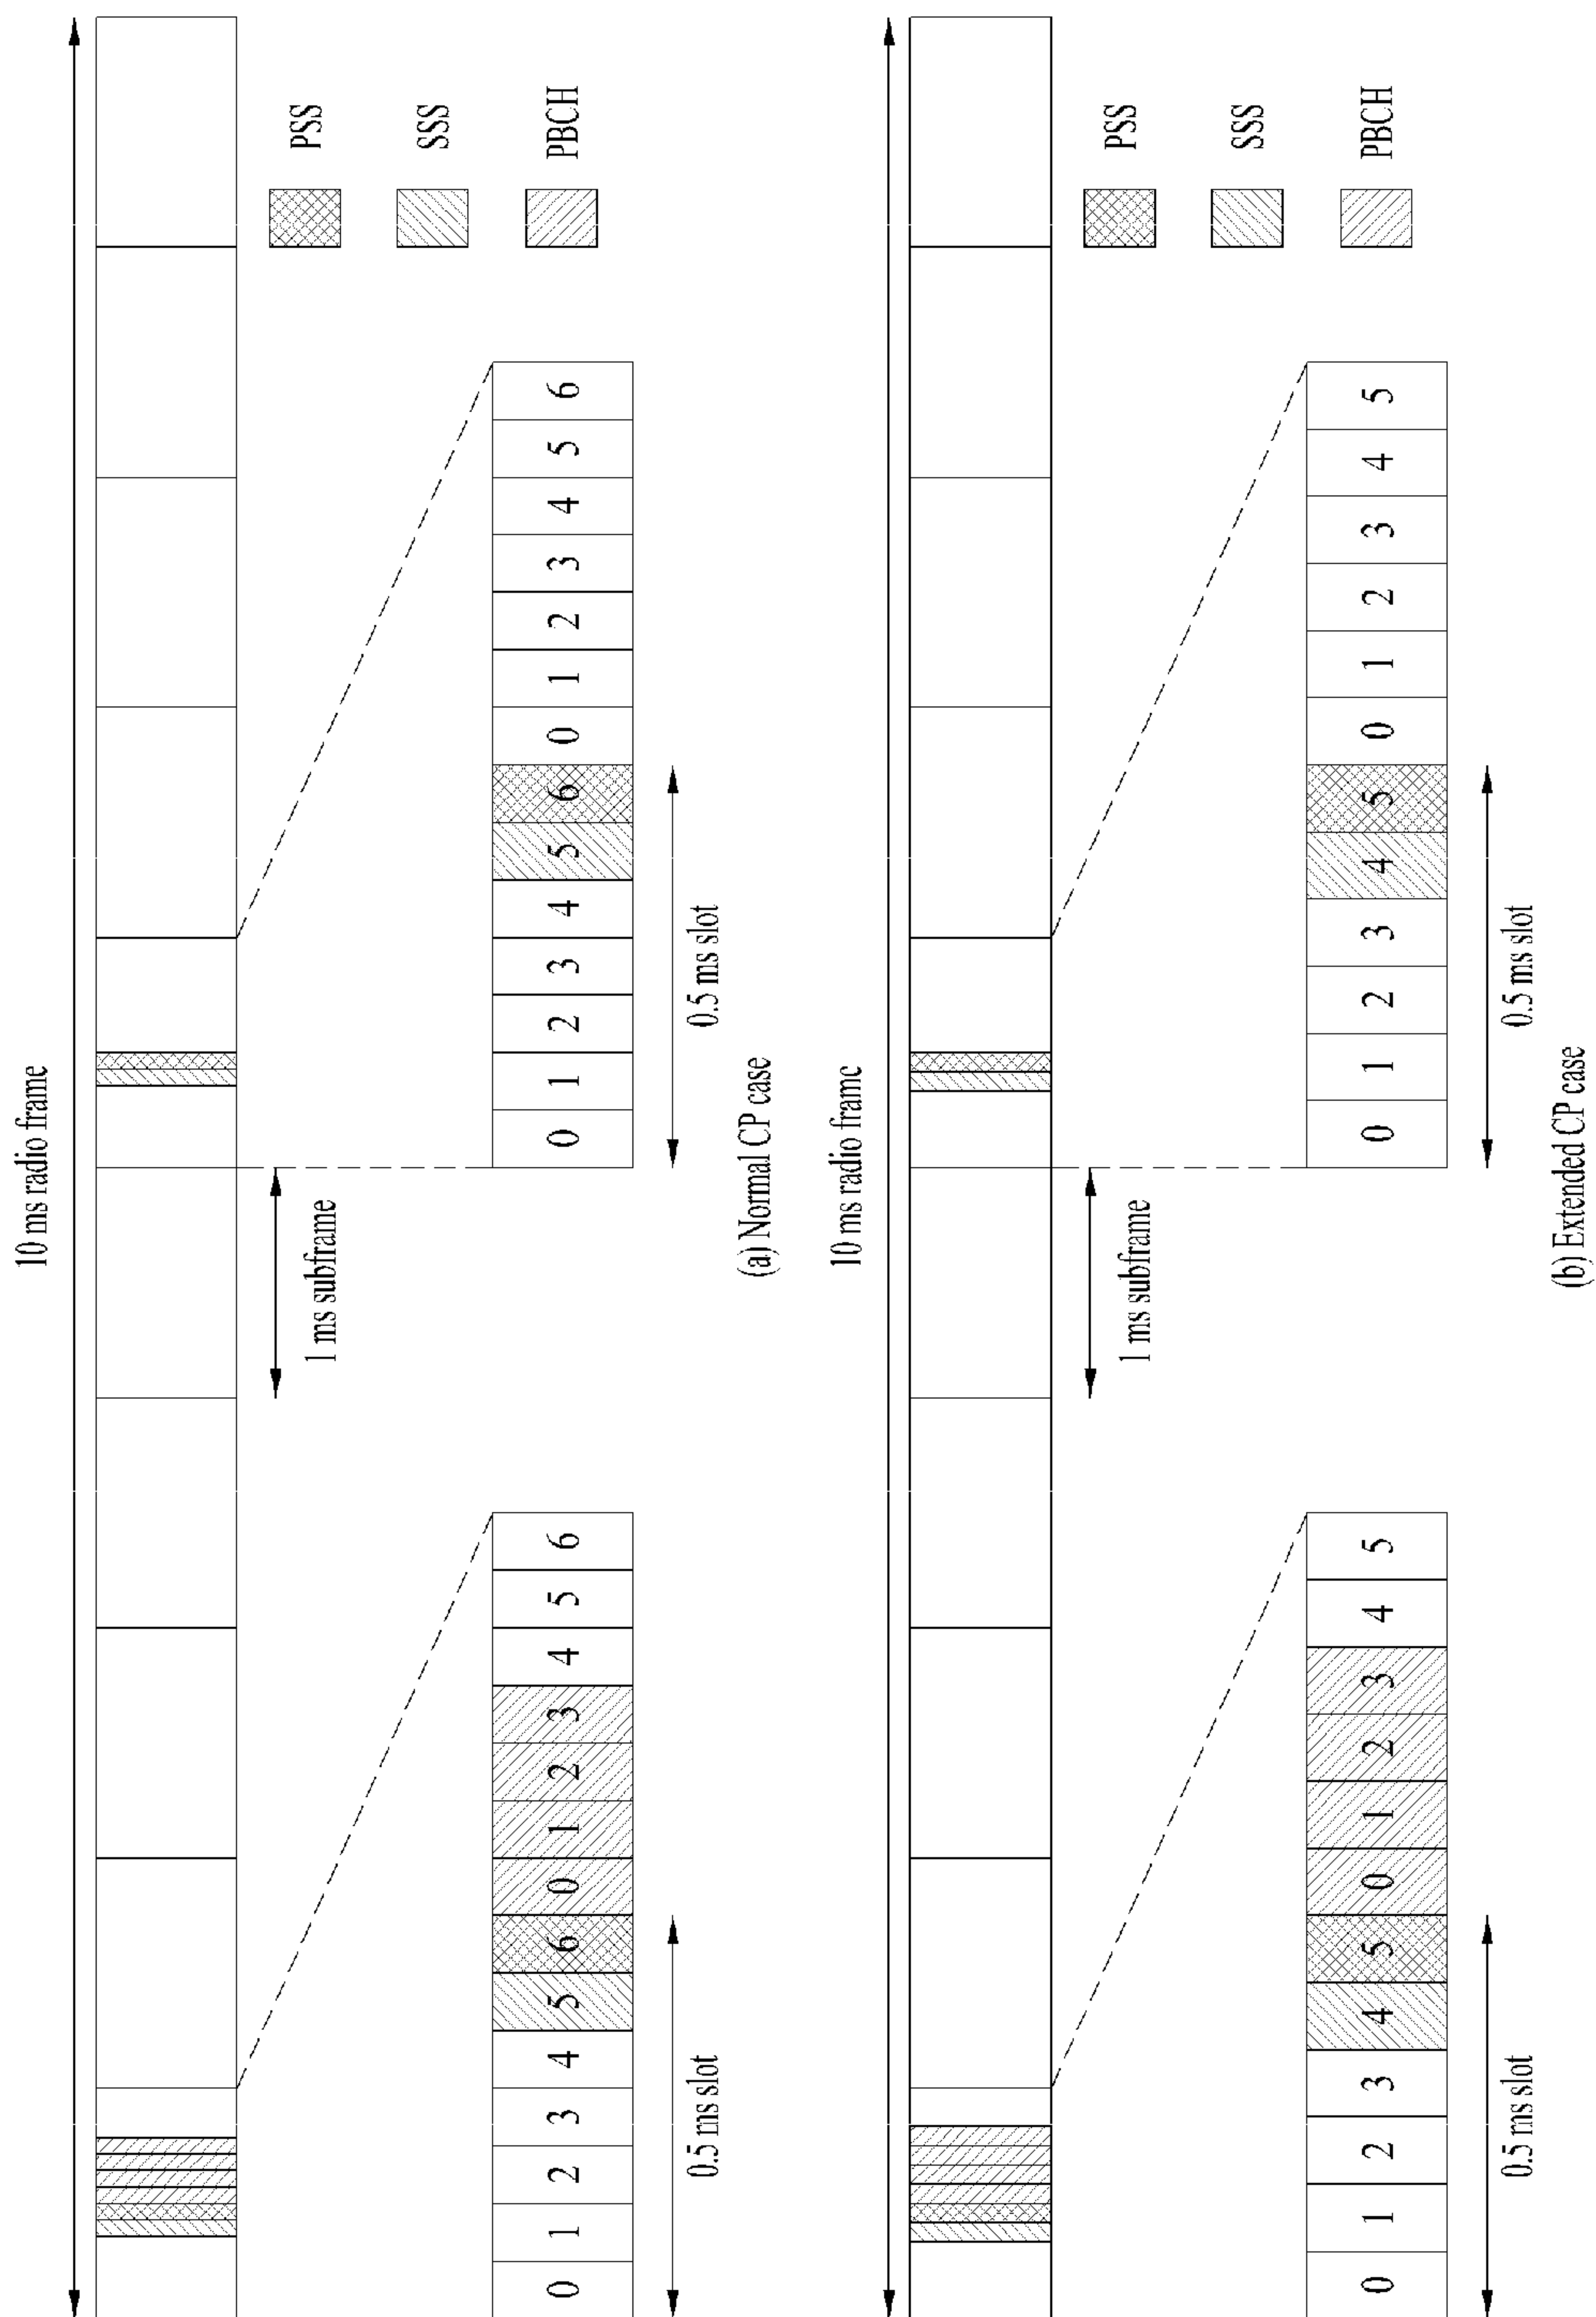 10 ms radio frame
PSS
SSS
PBCH
1 ms subframe
0 1 2 3 4 5 6 0 1 2 3 4 5 6
0 1 2 3 4 5 6 0 1 2 3 4 5 6
0.5 ms slot
0.5 ms slot
(a) Normal CP case
10 ms radio frame
PSS
SSS
PBCH
1 ms subframe
0 1 2 3 4 5 0 1 2 3 4 5
0 1 2 3 4 5 0 1 2 3 4 5
0.5 ms slot
0.5 ms slot
(b) Extended CP case